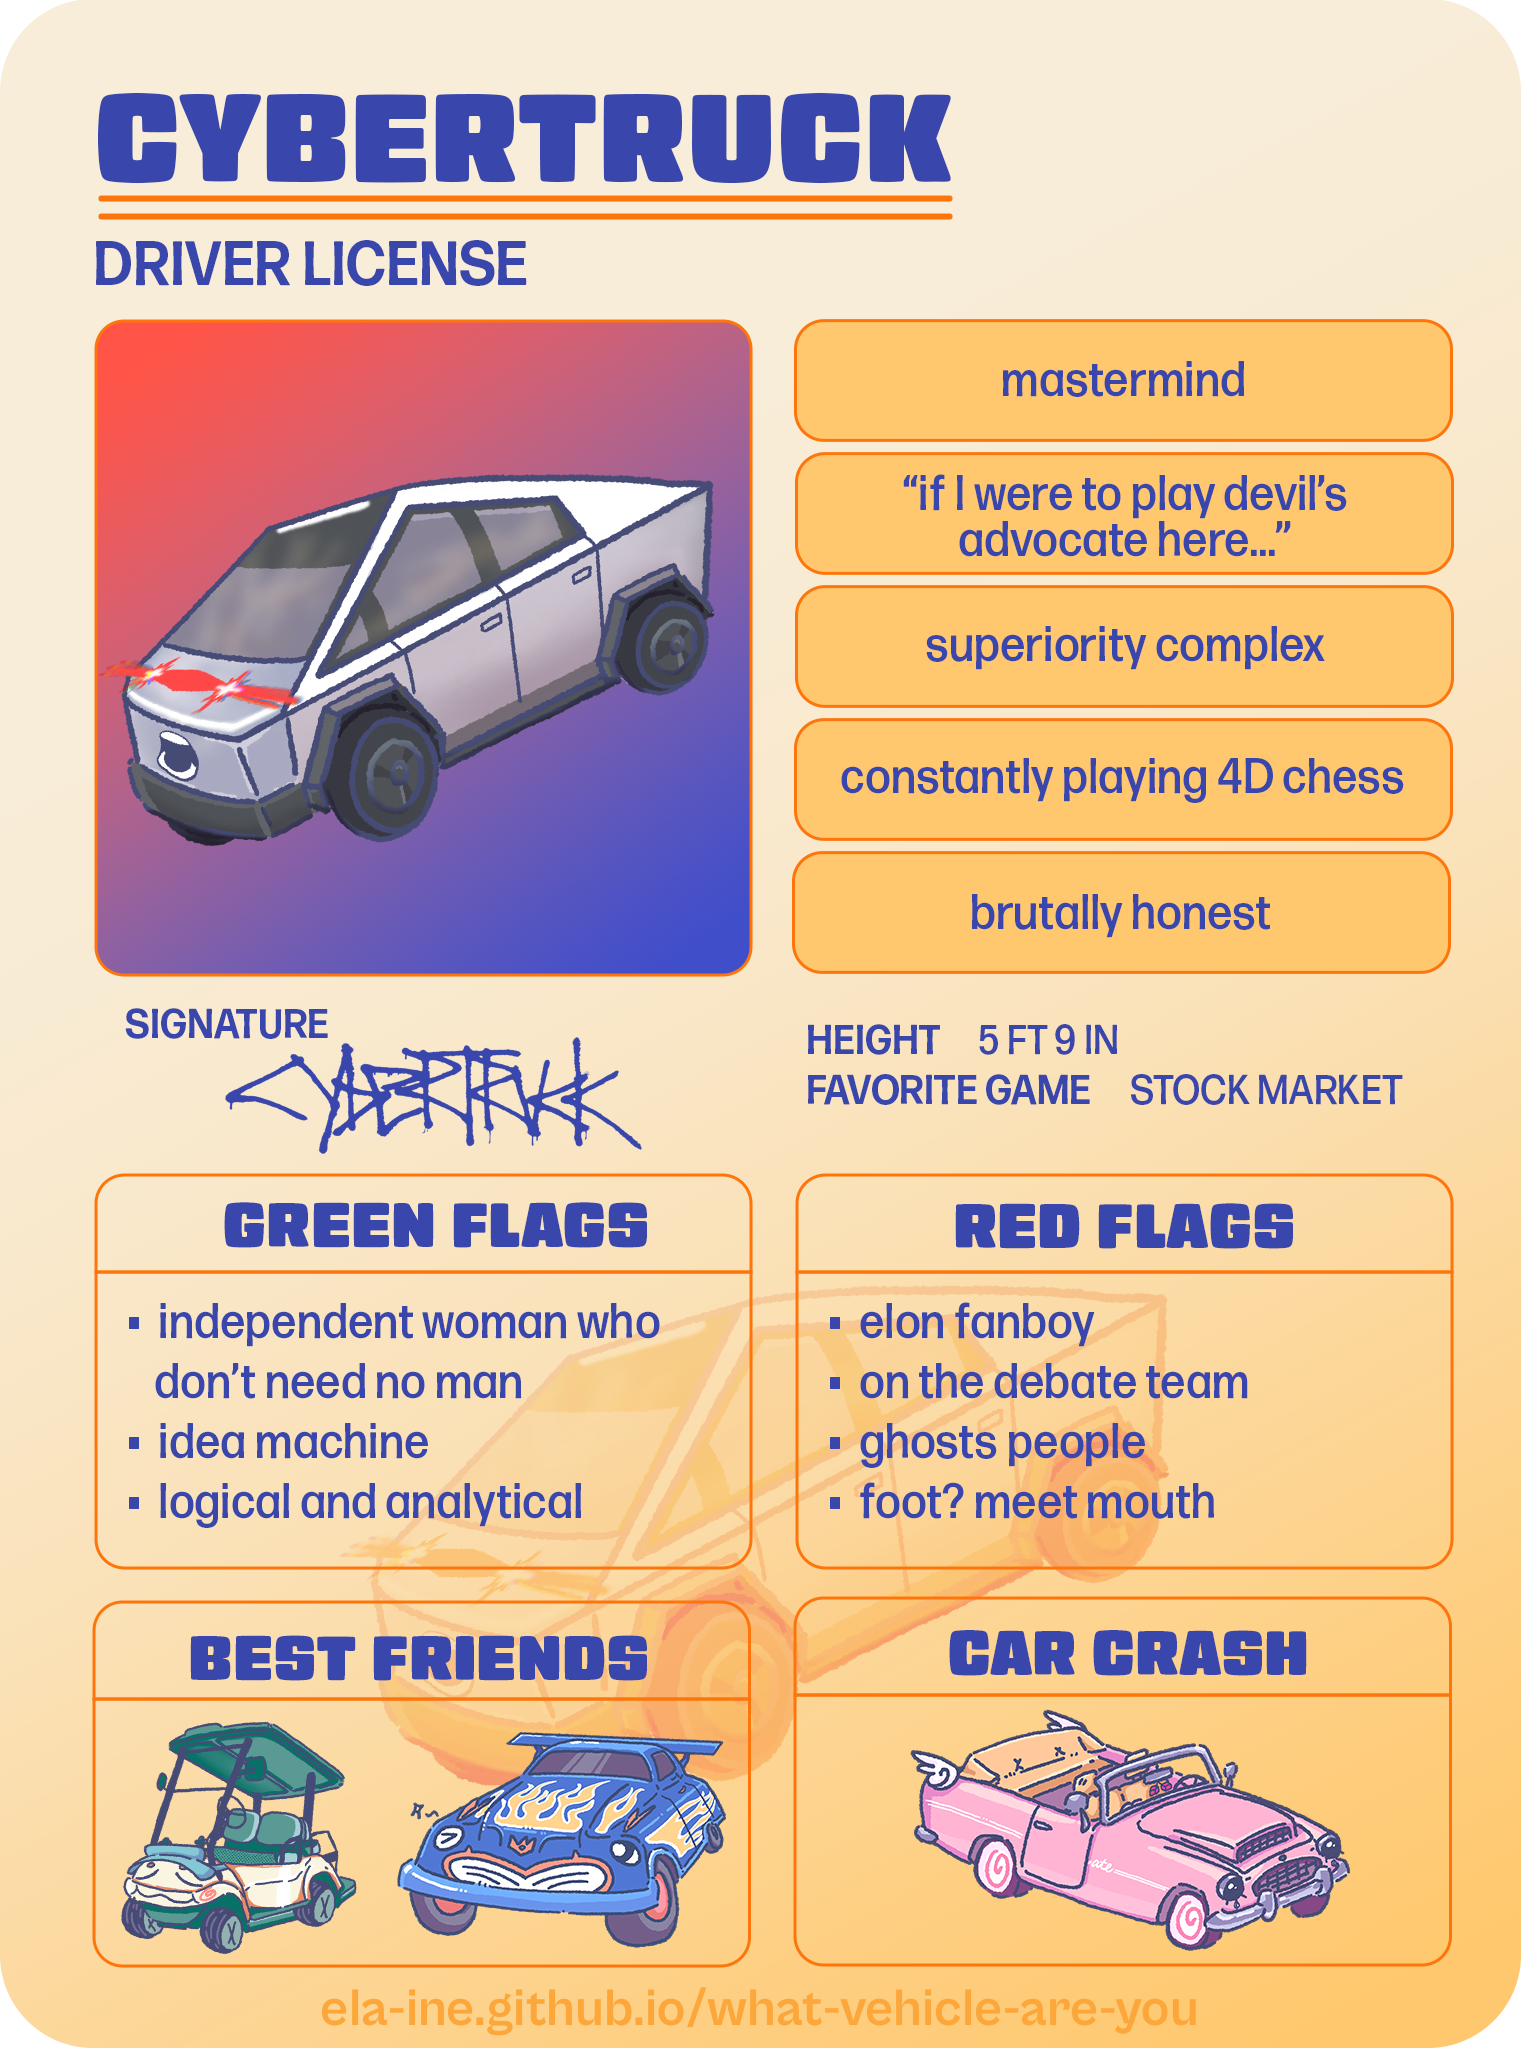 CYBERTRUCK
DRIVER LICENSE
mastermind
“if I were to play devil’s
advocate here...”
superiority complex
constantly playing 4D chess
brutally honest
SIGNATURE
CYBERTRUCK
HEIGHT 5 FT 9 IN
FAVORITE GAME STOCK MARKET
GREEN FLAGS
▪ independent woman who
don’t need no man
▪ idea machine
▪ logical and analytical
RED FLAGS
▪ elon fanboy
▪ on the debate team
▪ ghosts people
▪ foot? meet mouth
BEST FRIENDS
CAR CRASH
ela-ine.github.io/what-vehicle-are-you